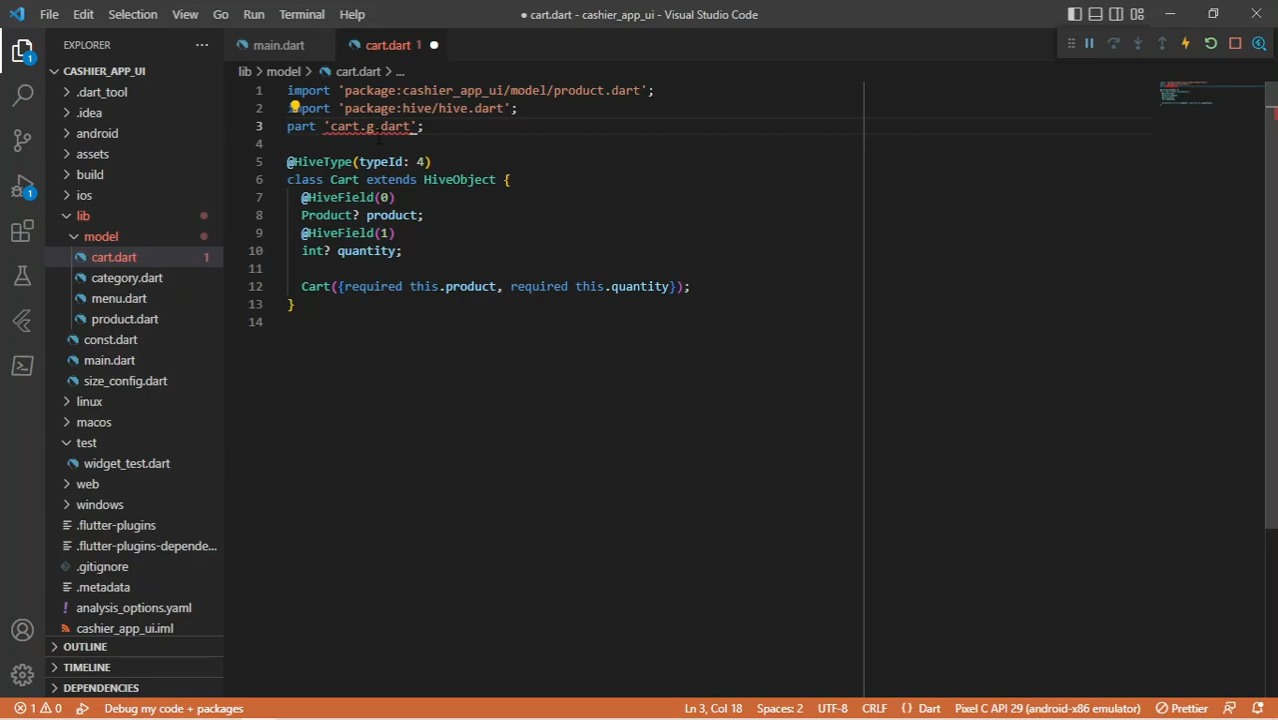 File Edit Selection View Go Run Terminal Help
● cart.dart - cashier_app_ui - Visual Studio Code
EXPLORER
main.dart
cart.dart 1
CASHIER_APP_UI
.dart_tool
.idea
android
assets
build
ios
lib
model
cart.dart 1
category.dart
menu.dart
product.dart
const.dart
main.dart
size_config.dart
linux
macos
test
widget_test.dart
web
windows
.flutter-plugins
.flutter-plugins-depende...
.gitignore
.metadata
analysis_options.yaml
cashier_app_ui.iml
OUTLINE
TIMELINE
DEPENDENCIES
1
1
lib > model > cart.dart > ...
1 import 'package:cashier_app_ui/model/product.dart';
2 import 'package:hive/hive.dart';
3 part 'cart.g.dart';
4
5 @HiveType(typeId: 4)
6 class Cart extends HiveObject {
7 @HiveField(0)
8 Product? product;
9 @HiveField(1)
10 int? quantity;
11
12 Cart({required this.product, required this.quantity});
13 }
14
1 0 Debug my code + packages
Ln 3, Col 18 Spaces: 2 UTF-8 CRLF {} Dart Pixel C API 29 (android-x86 emulator) Prettier